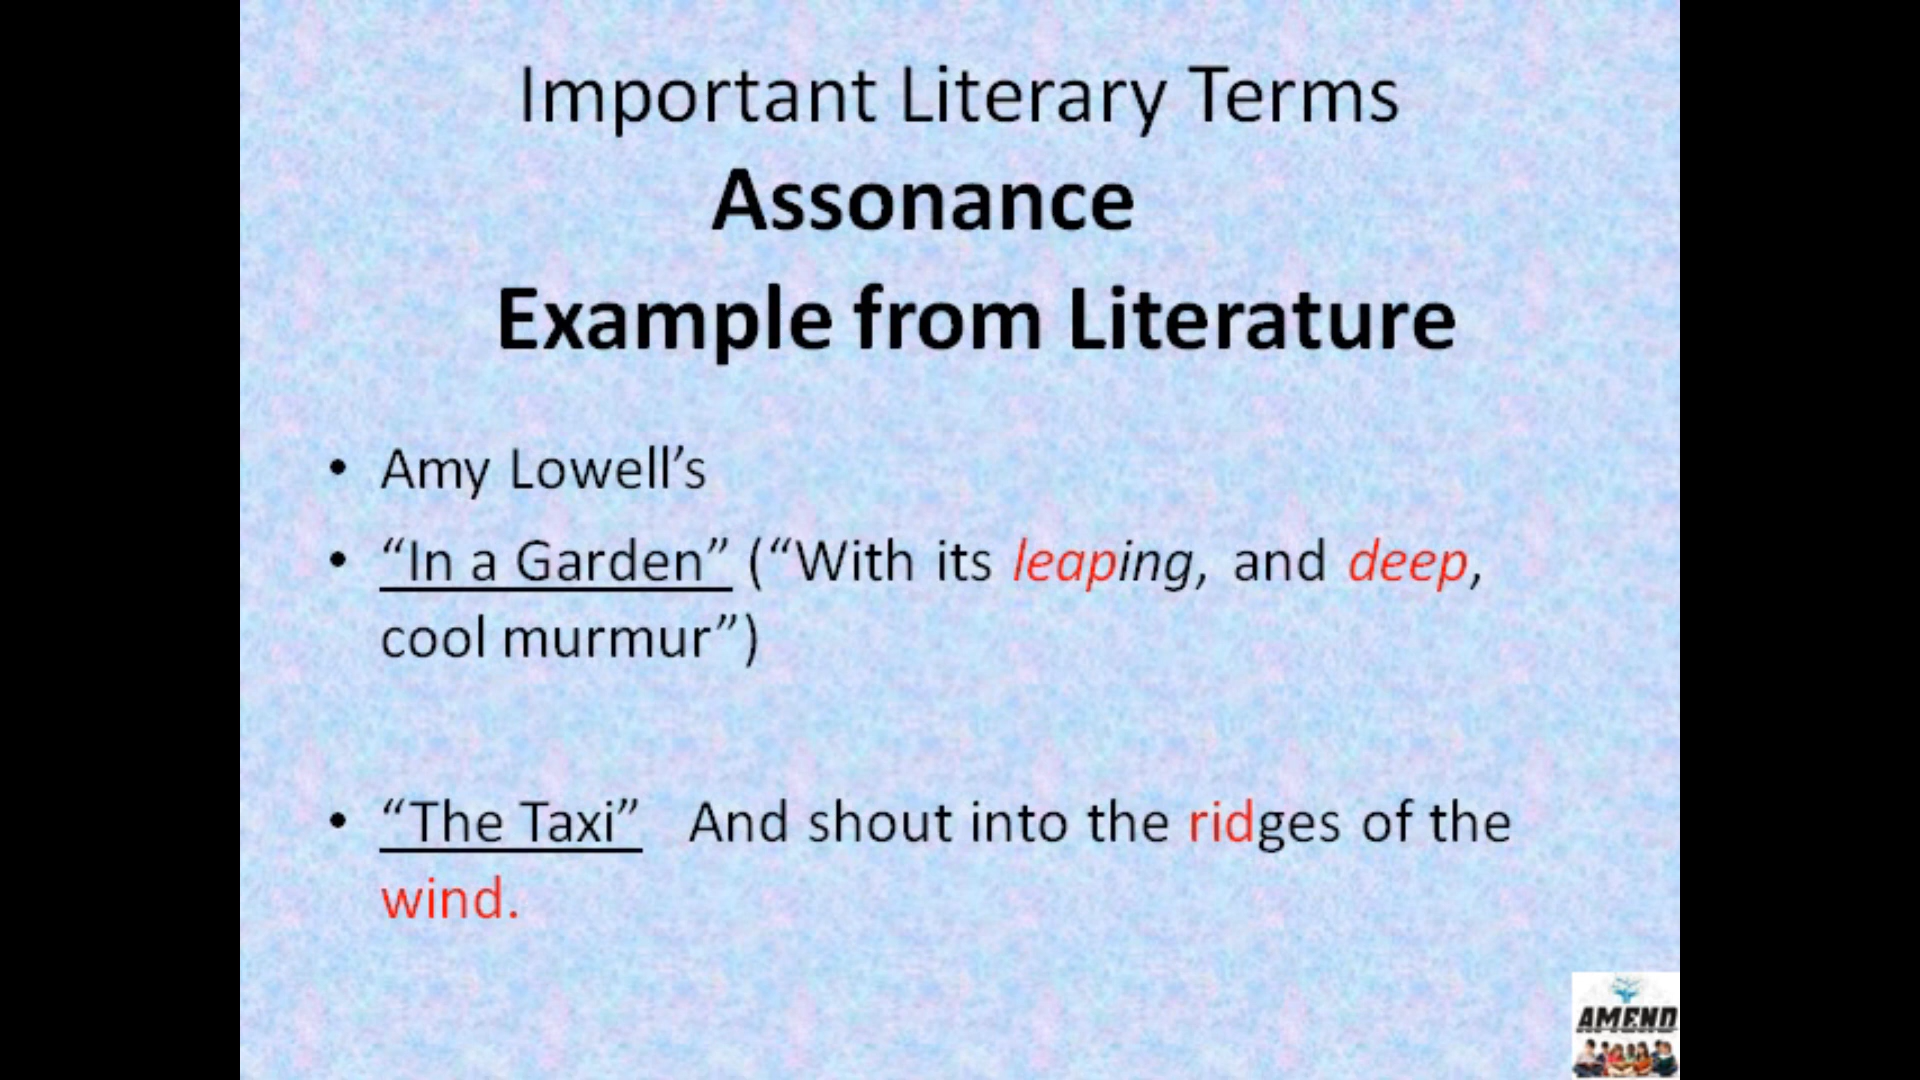 Important Literary Terms
Assonance
Example from Literature
• Amy Lowell’s
• “In a Garden” (“With its leaping, and deep,
cool murmur”)
• “The Taxi” And shout into the ridges of the
wind.
AMEND